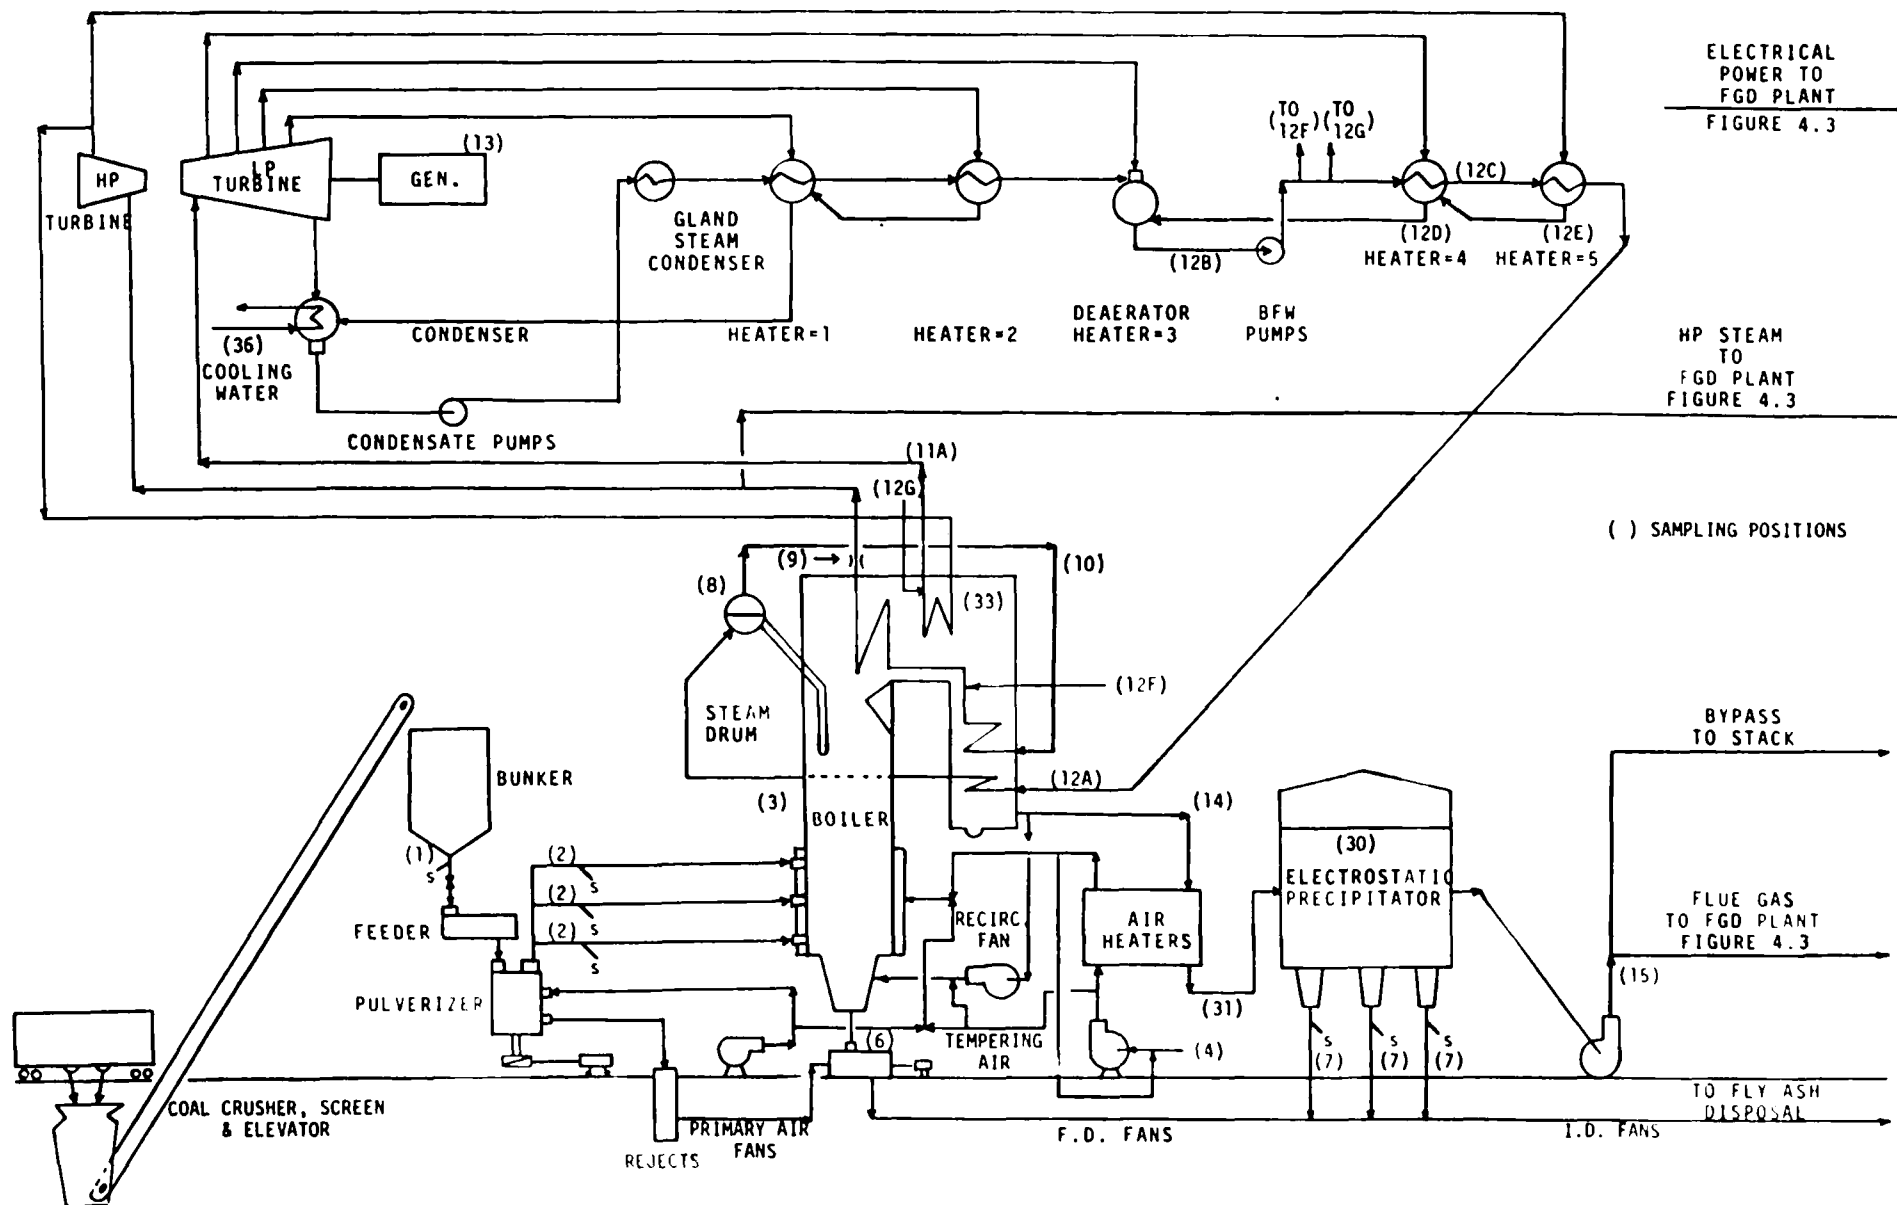 ELECTRICAL
POWER TO
FGD PLANT
FIGURE 4.3
TO
(12F)
TO
(12G)
(13)
HP
TURBINE
LP
TURBINE
GEN.
(12C)
GLAND
STEAM
CONDENSER
(12B)
(12D)
HEATER=4
(12E)
HEATER=5
(36)
COOLING
WATER
CONDENSER
HEATER=1
HEATER=2
DEAERATOR
HEATER=3
BFW
PUMPS
HP STEAM
TO
FGD PLANT
FIGURE 4.3
CONDENSATE PUMPS
(11A)
(12G)
( ) SAMPLING POSITIONS
(9)
(10)
(8)
(33)
(12F)
STEAM
DRUM
BYPASS
TO STACK
BUNKER
(3)
(12A)
(14)
BOILER
(1)
S
(2)
S
(2)
S
(2)
S
(30)
ELECTROSTATIC
PRECIPITATOR
FEEDER
RECIRC.
FAN
AIR
HEATERS
FLUE GAS
TO FGD PLANT
FIGURE 4.3
PULVERIZER
(31)
(15)
(6)
TEMPERING
AIR
(4)
S
(7)
S
(7)
S
(7)
COAL CRUSHER, SCREEN
& ELEVATOR
REJECTS
PRIMARY AIR
FANS
F.D. FANS
I.D. FANS
TO FLY ASH
DISPOSAL